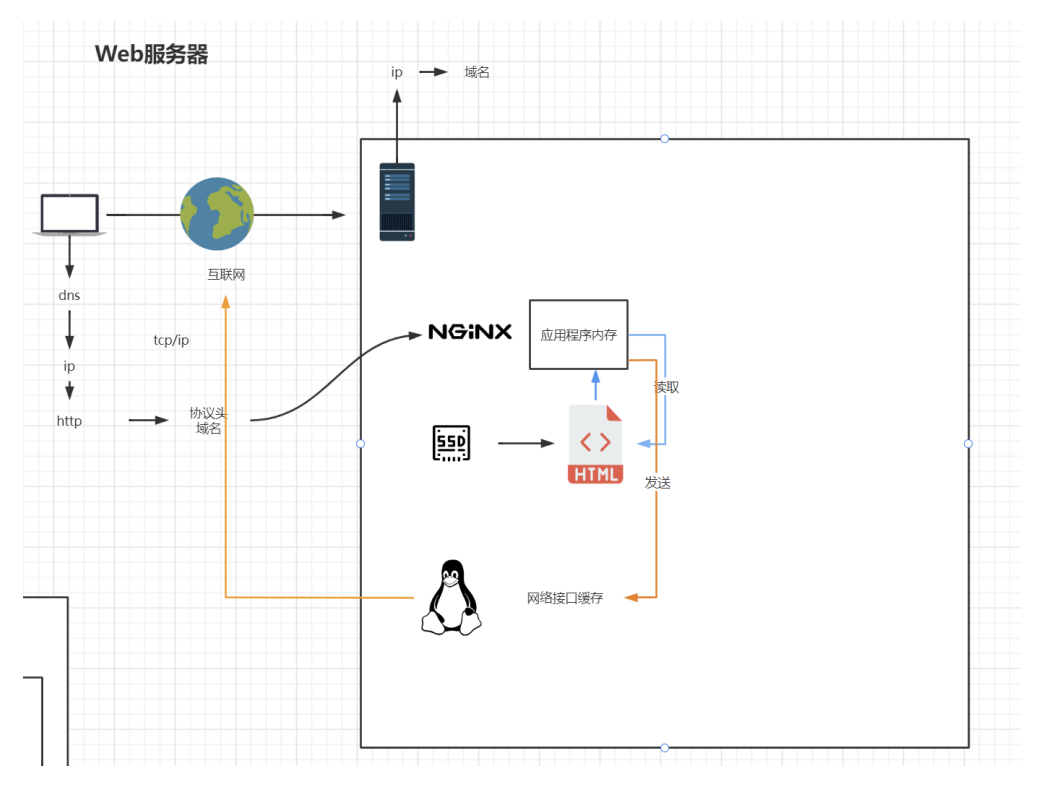 Web服务器
ip
域名
互联网
dns
tcp/ip
ip
http
协议头
域名
NGiNX
应用程序内存
读取
SSD
HTML
发送
网络接口缓存